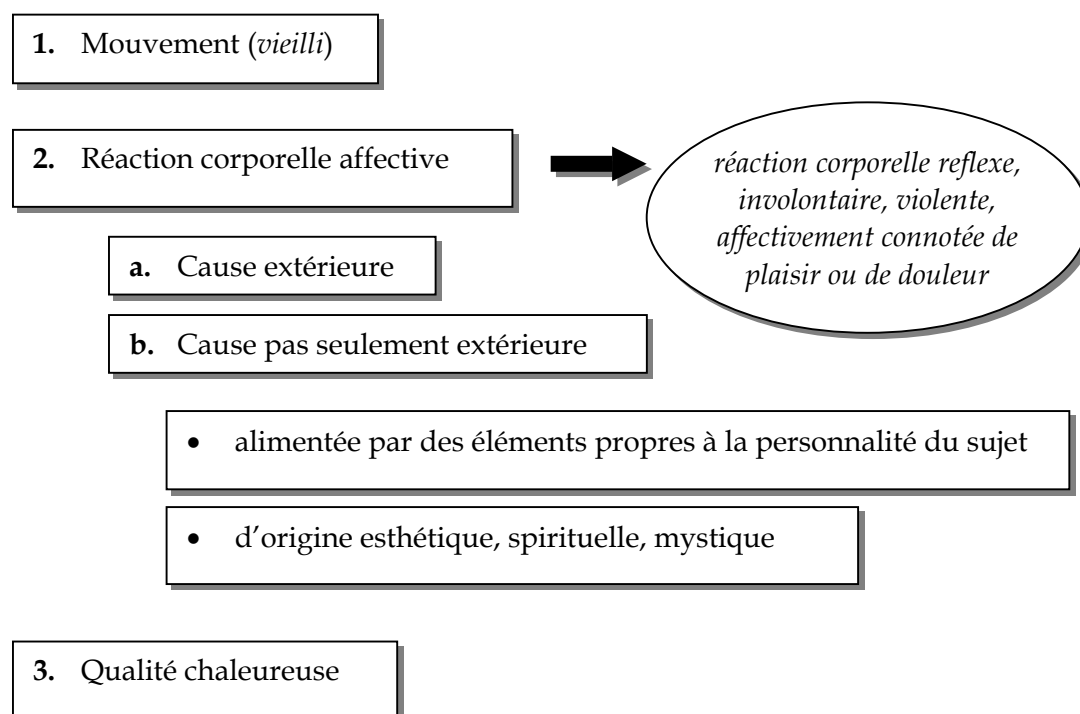 1. Mouvement (vieilli)
2. Réaction corporelle affective
réaction corporelle reflexe,
involontaire, violente,
affectivement connotée de
plaisir ou de douleur
a. Cause extérieure
b. Cause pas seulement extérieure
• alimentée par des éléments propres à la personnalité du sujet
• d’origine esthétique, spirituelle, mystique
3. Qualité chaleureuse